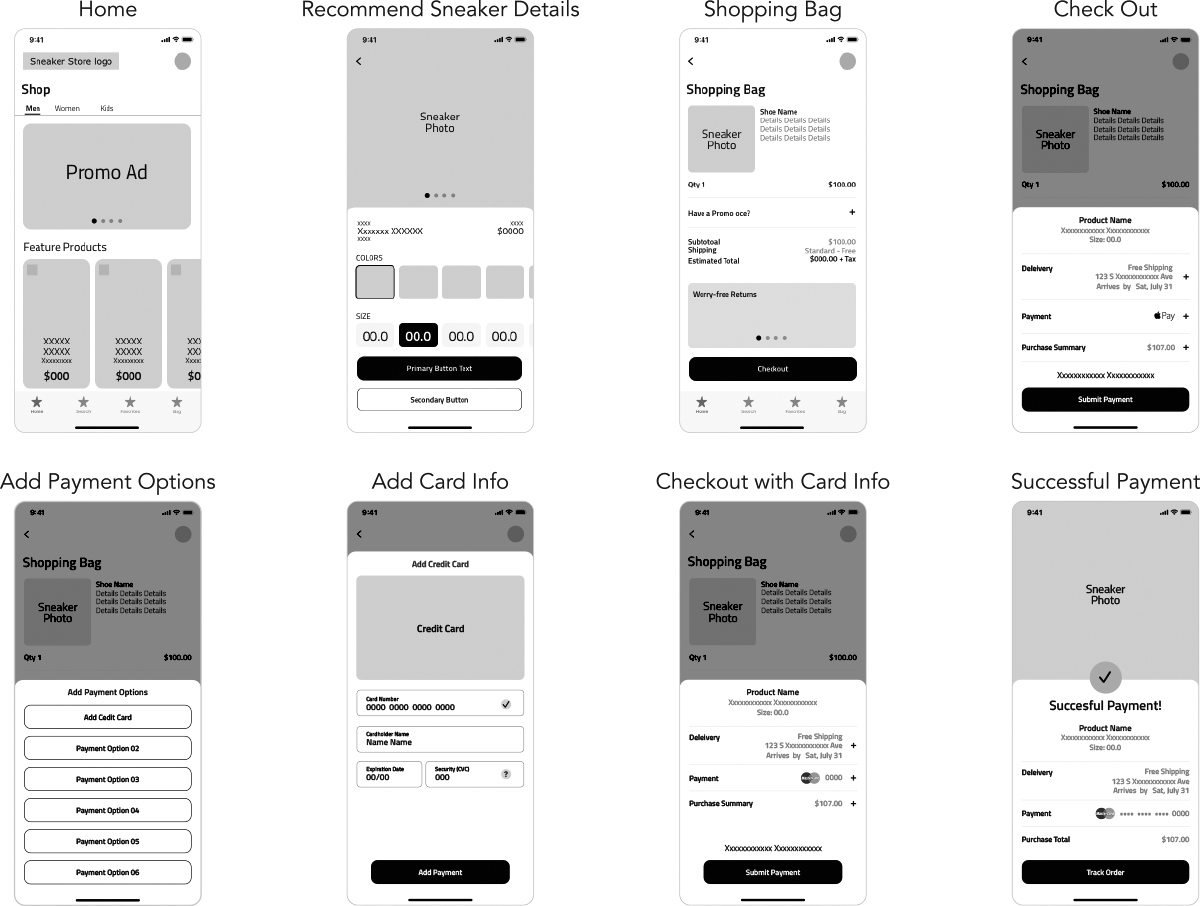 Home
9:41
Sneaker Store logo
Shop
Men Women Kids
Promo Ad
Feature Products
XXXXX XXXXX XXX
XXXXX XXXXX XXX
Xxxxxxxx Xxxxxxxx Xxxx
$000 $000 $0
Home Search Favorites Bag
Recommend Sneaker Details
9:41
Sneaker
Photo
xxxx xxxx
Xxxxxxx XXXXXX $0000
xxxx
COLORS
SIZE
00.0 00.0 00.0 00.0
Primary Button Text
Secondary Button
Shopping Bag
9:41
Shopping Bag
Sneaker
Photo
Shoe Name
Details Details Details
Details Details Details
Details Details Details
Qty 1 $100.00
Have a Promo oce? +
Subtotoal $100.00
Shipping Standard - Free
Estimated Total $000.00 + Tax
Worry-free Returns
Checkout
Home Search Favorites Bag
Check Out
9:41
Shopping Bag
Sneaker
Photo
Shoe Name
Details Details Details
Details Details Details
Details Details Details
Qty 1 $100.00
Product Name
Xxxxxxxxxxxx Xxxxxxxxxxxx
Size: 00.0
Deleivery Free Shipping
123 S Xxxxxxxxxxxx Ave +
Arrives by Sat, July 31
Payment Pay +
Purchase Summary $107.00 +
Xxxxxxxxxxxx Xxxxxxxxxxxx
Submit Payment
Add Payment Options
9:41
Shopping Bag
Sneaker
Photo
Shoe Name
Details Details Details
Details Details Details
Details Details Details
Qty 1 $100.00
Add Payment Options
Add Cedit Card
Payment Option 02
Payment Option 03
Payment Option 04
Payment Option 05
Payment Option 06
Add Card Info
9:41
Add Credit Card
Credit Card
Card Number
0000 0000 0000 0000
Cardholder Name
Name Name
Expiration Date Security (CVC)
00/00 000 ?
Add Payment
Checkout with Card Info
9:41
Shopping Bag
Sneaker
Photo
Shoe Name
Details Details Details
Details Details Details
Details Details Details
Qty 1 $100.00
Product Name
Xxxxxxxxxxxx Xxxxxxxxxxxx
Size: 00.0
Deleivery Free Shipping
123 S Xxxxxxxxxxxx Ave +
Arrives by Sat, July 31
Payment 0000 +
Purchase Summary $107.00 +
Xxxxxxxxxxxx Xxxxxxxxxxxx
Submit Payment
Successful Payment
9:41
Sneaker
Photo
Succesful Payment!
Product Name
Xxxxxxxxxxxx Xxxxxxxxxxxx
Size: 00.0
Delivery Free Shipping
123 S Xxxxxxxxxxxx Ave
Arrives by Sat, July 31
Payment •••• •••• •••• 0000
Purchase Total $107.00
Track Order